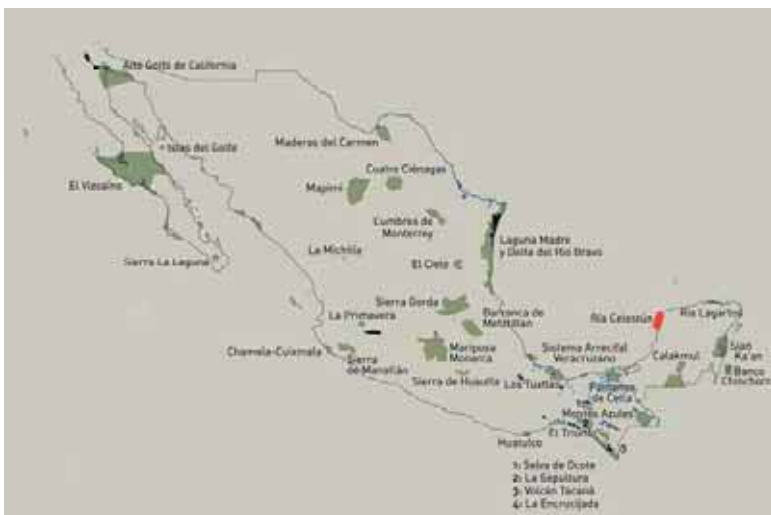 Alto Golfo de California
Islas del Golfo
Maderas del Carmen
Cuatro Ciénegas
El Vizcaíno
Mapimí
Cumbres de
Monterrey
Laguna Madre
y Delta del Río Bravo
La Michilía
El Cielo
Sierra La Laguna
Sierra Gorda
Barranca de
Metztitlán
Ría Celestún
Ría Lagartos
La Primavera
Chamela-Cuixmala
Sierra
de Manatlán
Mariposa
Monarca
Sistema Arrecifal
Veracruzano
Calakmul
Sian
Ka'an
Banco
Chinchorro
Sierra de Huautla
Los Tuxtlas
Pantanos
de Centla
Montes Azules
El Triunfo
Huatulco
2
3
1: Selva de Ocote
2: La Sepultura
3: Volcán Tacaná
4: La Encrucijada